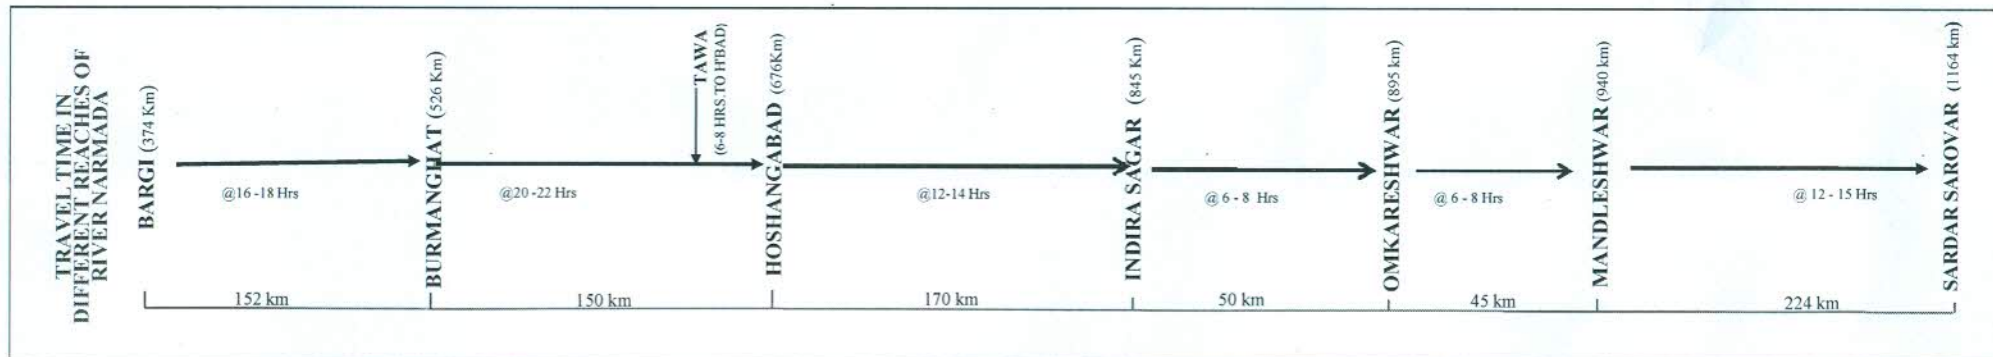 TRAVEL TIME IN
DIFFERENT REACHES OF
RIVER NARMADA
BARGI (374 Km)
@16 -18 Hrs
BURMANGHAT (526 Km)
@20 -22 Hrs
TAWA
(6-8 HRS.TO H'BAD)
HOSHANGABAD (676Km)
@12-14 Hrs
INDIRA SAGAR (845 Km)
@ 6 - 8 Hrs
OMKARESHWAR (895 km)
@ 6 - 8 Hrs
MANDLESHWAR (940 km)
@ 12 - 15 Hrs
SARDAR SAROVAR (1164 km)
152 km
150 km
170 km
50 km
45 km
224 km